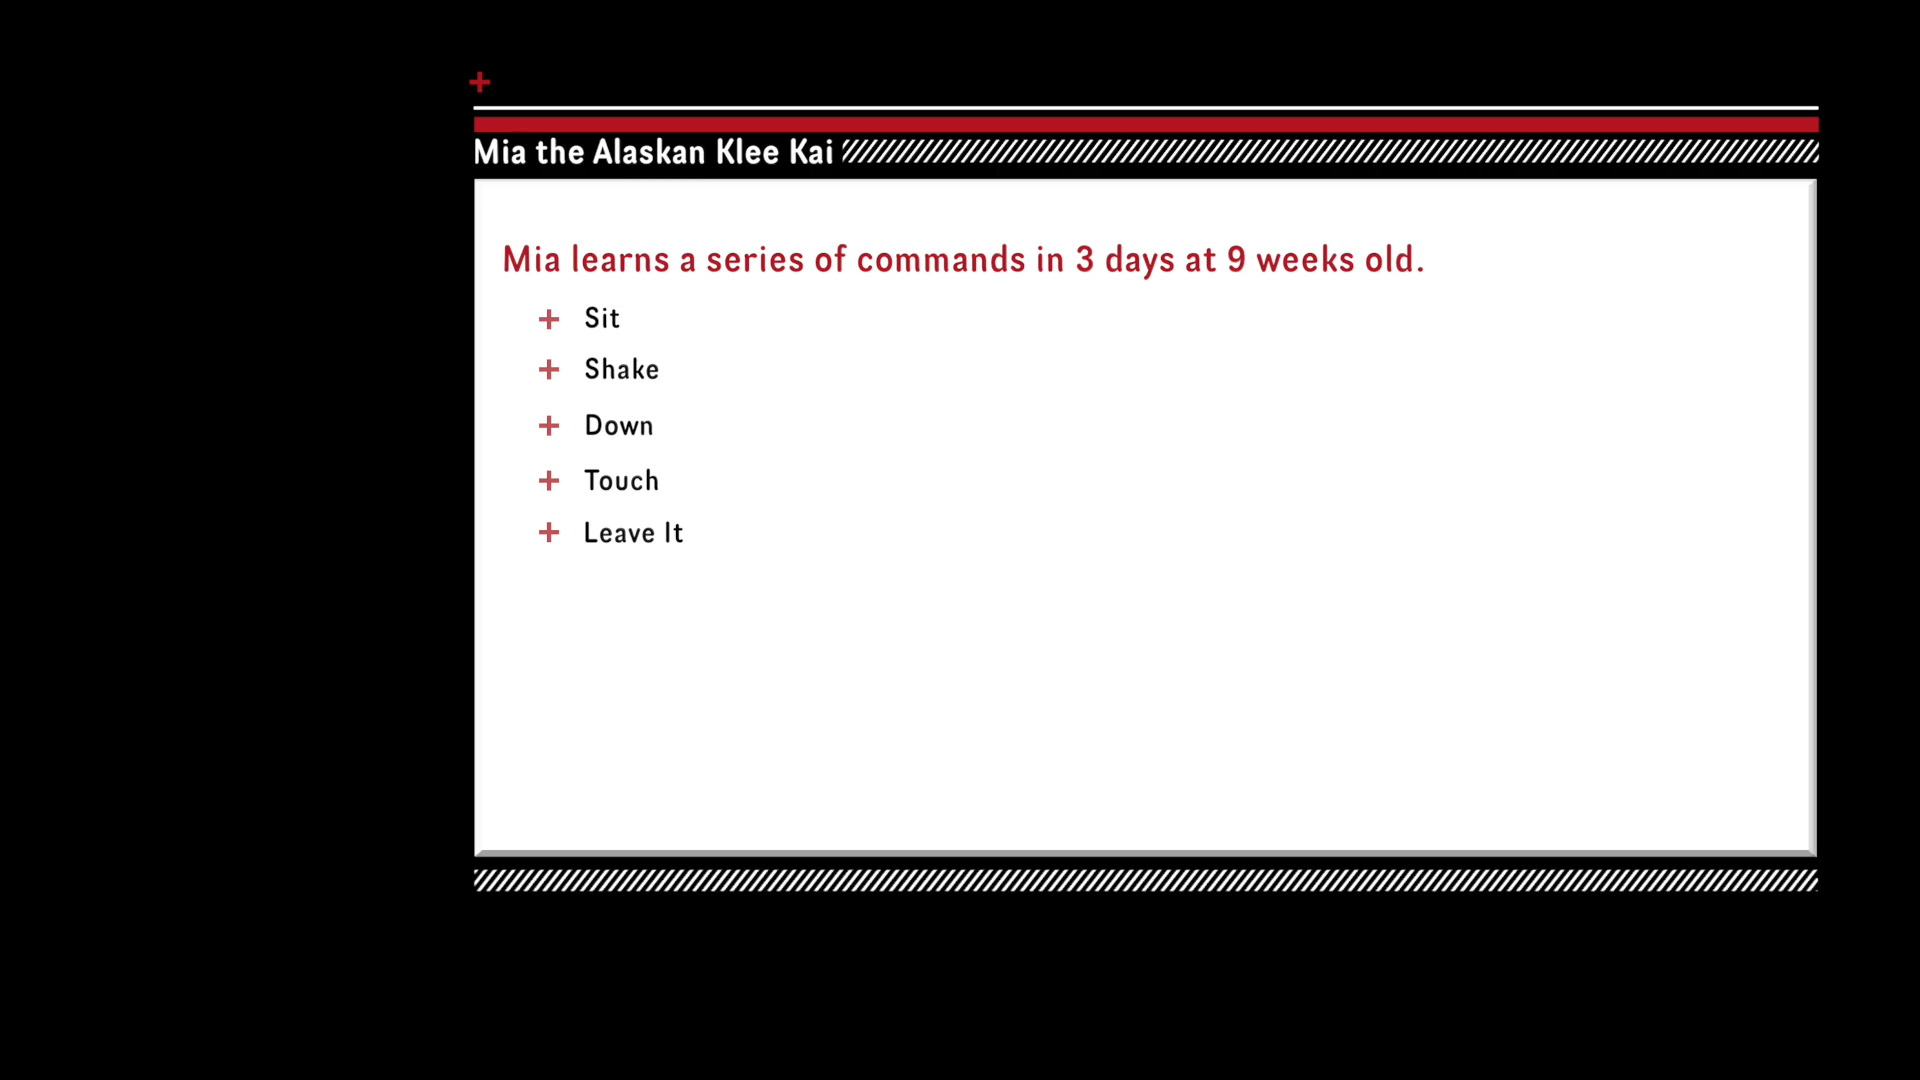 Mia the Alaskan Klee Kai
Mia learns a series of commands in 3 days at 9 weeks old.
+ Sit
+ Shake
+ Down
+ Touch
+ Leave It